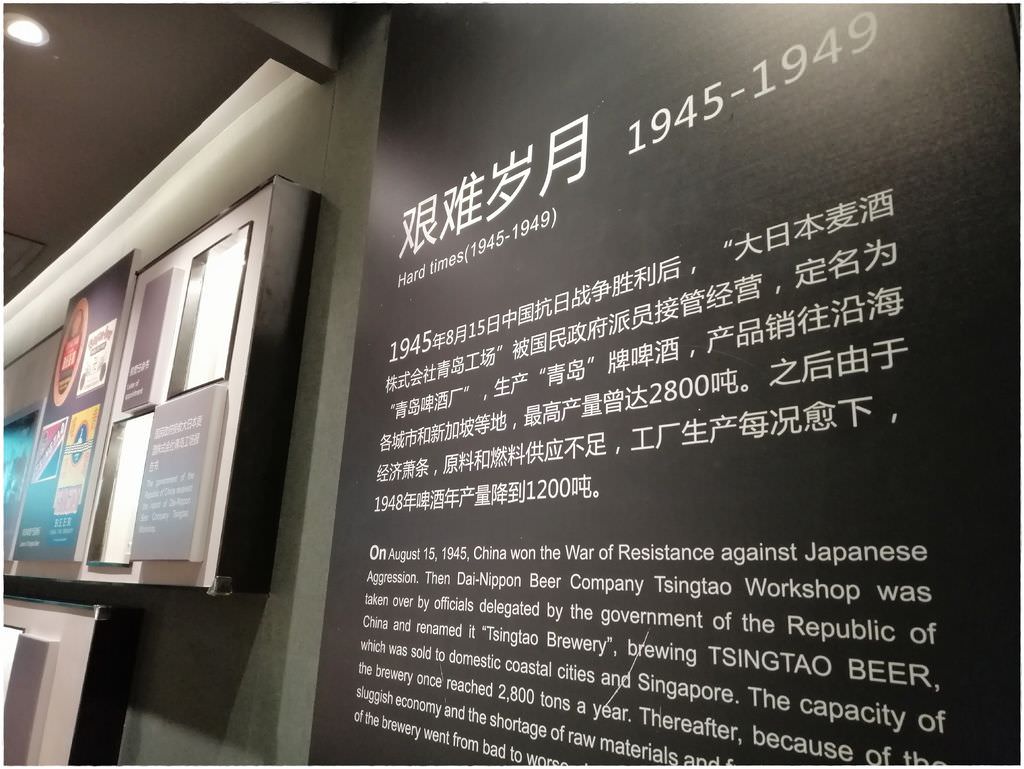 艰难岁月 1945-1949
Hard times(1945-1949)
1945年8月15日中国抗日战争胜利后，“大日本麦酒
株式会社青岛工场”被国民政府派员接管经营，定名为
“青岛啤酒厂”，生产“青岛”牌啤酒，产品销往沿海
各城市和新加坡等地，最高产量曾达2800吨。之后由于
经济萧条，原料和燃料供应不足，工厂生产每况愈下，
1948年啤酒年产量降到1200吨。
On August 15, 1945, China won the War of Resistance against Japanese
Aggression. Then Dai-Nippon Beer Company Tsingtao Workshop was
taken over by officials delegated by the government of the Republic of
China and renamed it “Tsingtao Brewery”, brewing TSINGTAO BEER,
which was sold to domestic coastal cities and Singapore. The capacity of
the brewery once reached 2,800 tons a year. Thereafter, because of the
sluggish economy and the shortage of raw materials and
of the brewery went from bad to worse
The government of the
Republic of China
Beer Company Tsingtao